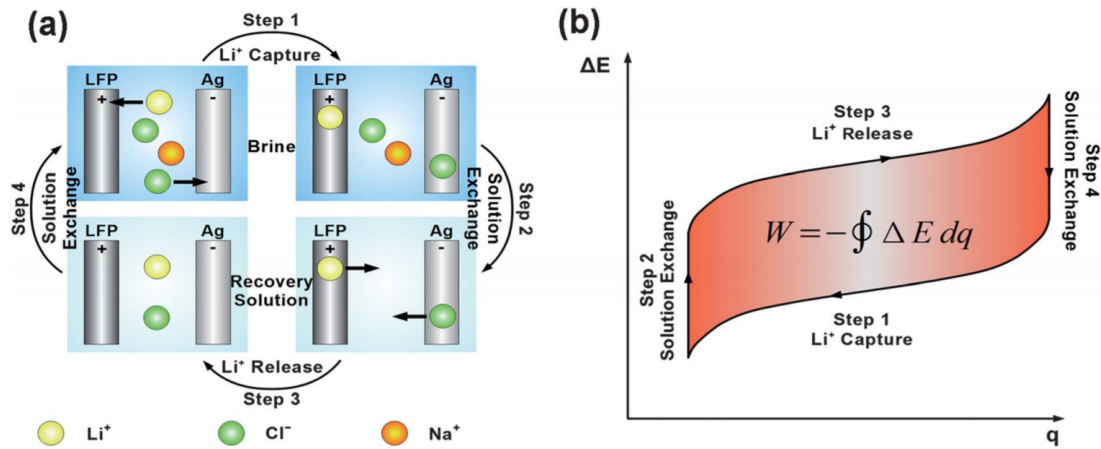 (a)
Step 1
Li⁺ Capture
LFP
Ag
+
-
LFP
Ag
+
-
Brine
Step 4
Solution
Exchange
Solution
Exchange
Step 2
LFP
Ag
+
-
LFP
Ag
+
-
Recovery
Solution
Li⁺ Release
Step 3
Li⁺
Cl⁻
Na⁺
(b)
ΔE
Step 3
Li⁺ Release
Solution Exchange
Step 4
W = -∮ Δ E dq
Step 2
Solution Exchange
Step 1
Li⁺ Capture
q